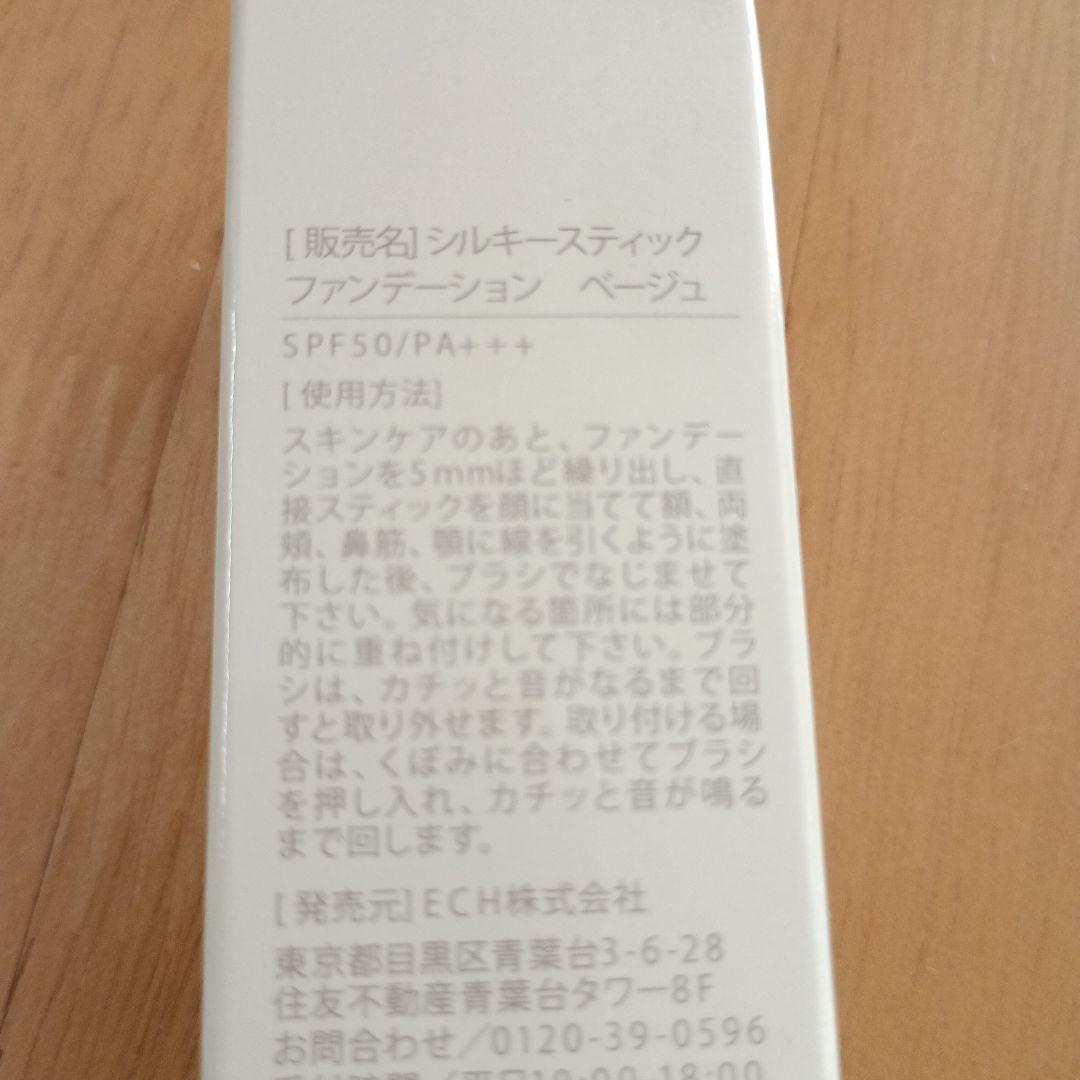 [販売名]シルキースティック
ファンデーション　ベージュ
SPF50/PA+++
[使用方法]
スキンケアのあと、ファンデー
ションを5mmほど繰り出し、直
接スティックを顔に当てて額、両
頬、鼻筋、顎に線を引くように塗
布した後、ブラシでなじませて
下さい。気になる箇所には部分
的に重ね付けして下さい。ブラ
シは、カチッと音がなるまで回
すと取り外せます。取り付ける場
合は、くぼみに合わせてブラシ
を押し入れ、カチッと音が鳴る
まで回します。
[発売元]ECH株式会社
東京都目黒区青葉台3-6-28
住友不動産青葉台タワー8F
お問合わせ／0120-39-0596
受付時間／平日10:00-18:00